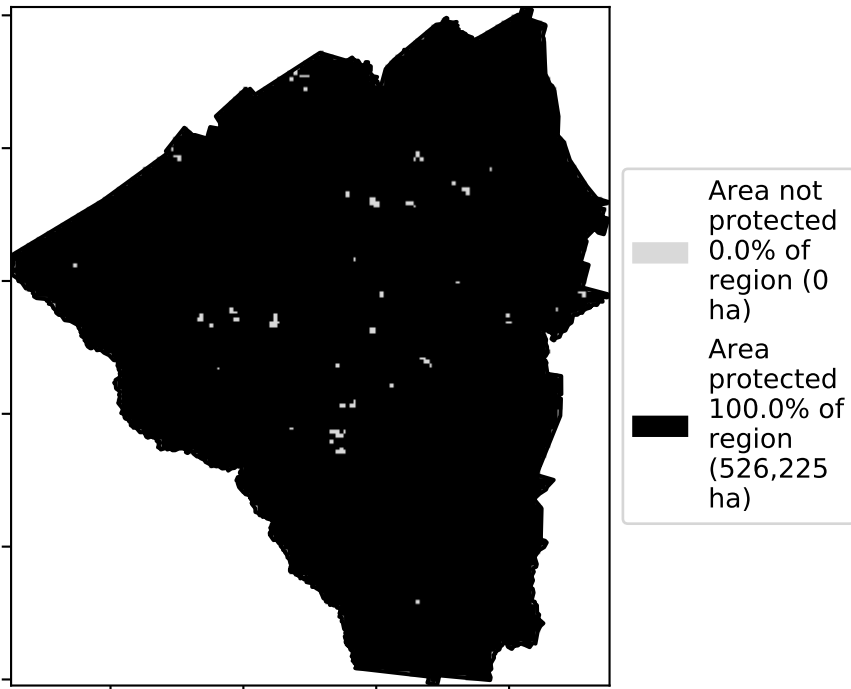 Area not
protected
0.0% of
region (0
ha)
Area
protected
100.0% of
region
(526,225
ha)